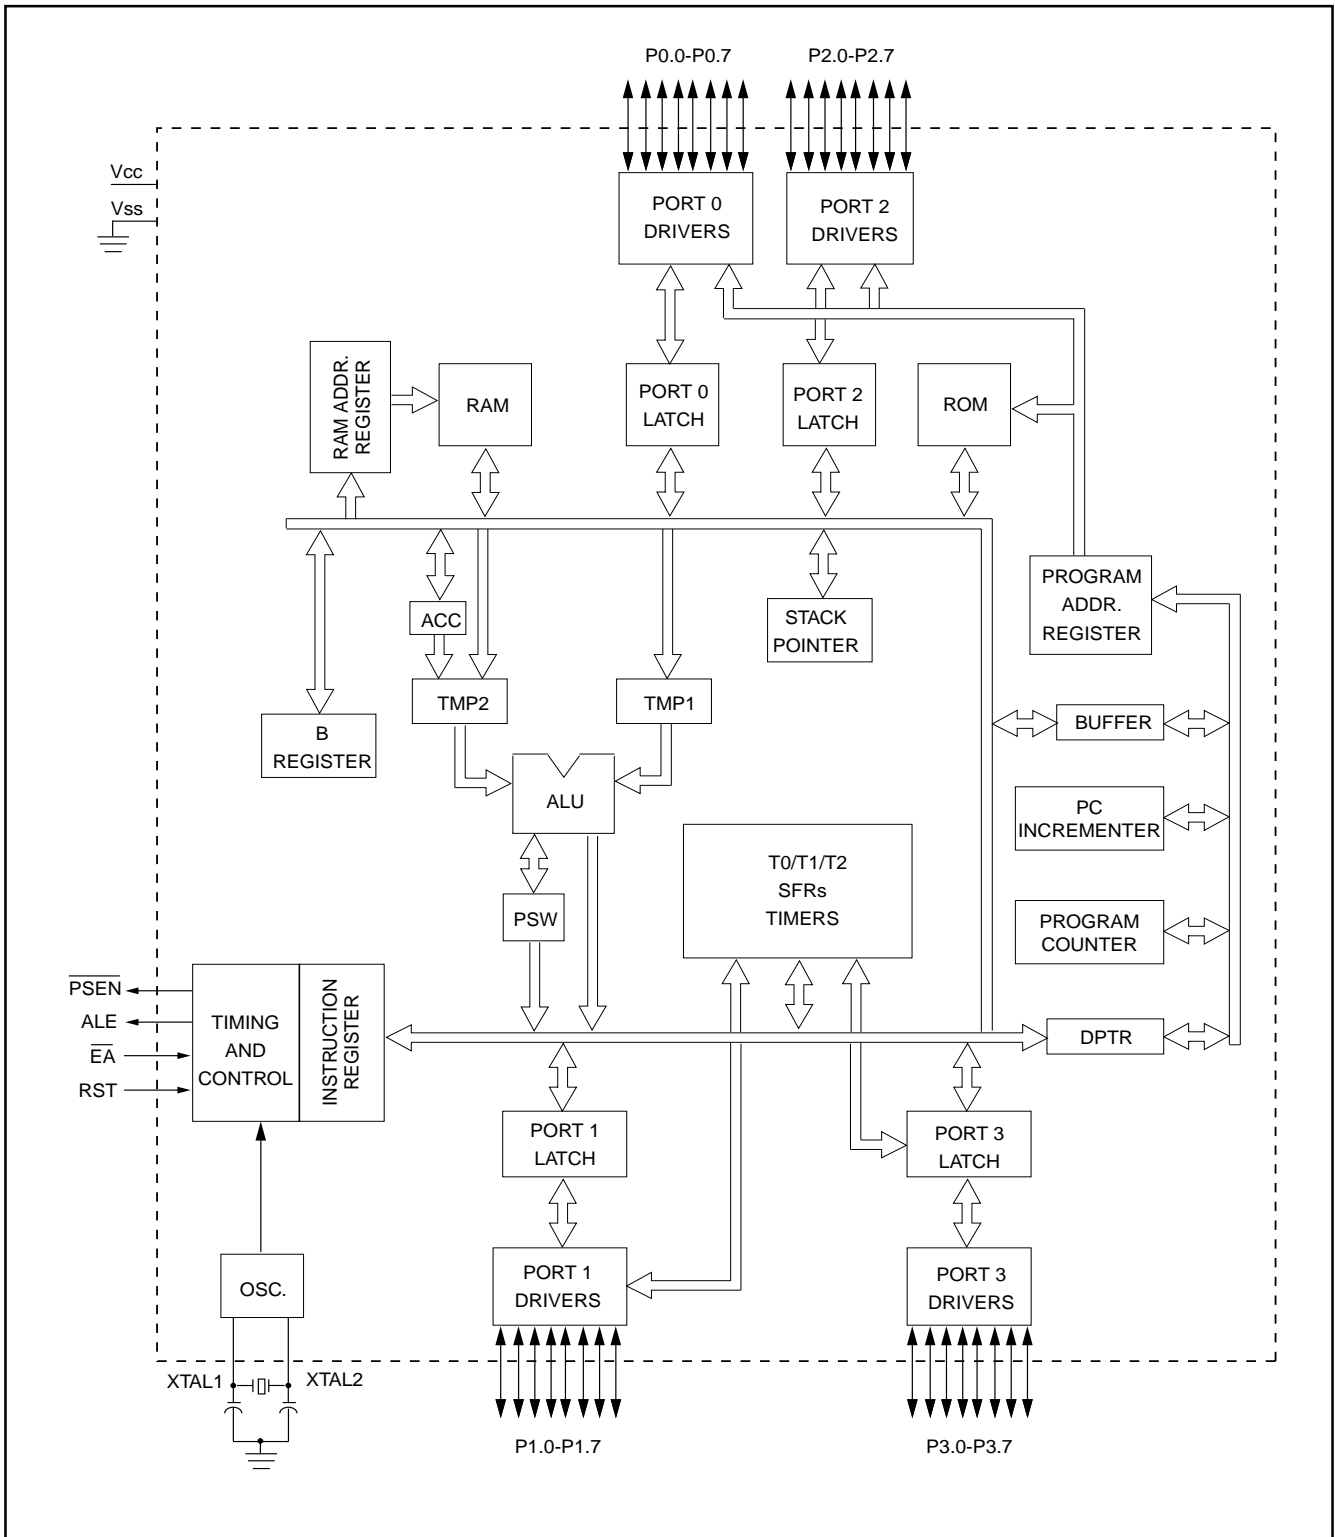 P0.0-P0.7
P2.0-P2.7
Vcc
Vss
PORT 0
DRIVERS
PORT 2
DRIVERS
RAM ADDR.
REGISTER
RAM
PORT 0
LATCH
PORT 2
LATCH
ROM
PROGRAM
ADDR.
REGISTER
ACC
STACK
POINTER
TMP2
TMP1
B
REGISTER
BUFFER
ALU
PC
INCREMENTER
T0/T1/T2
SFRs
TIMERS
PSW
PROGRAM
COUNTER
PSEN
ALE
EA
RST
TIMING
AND
CONTROL
INSTRUCTION
REGISTER
DPTR
PORT 1
LATCH
PORT 3
LATCH
OSC.
PORT 1
DRIVERS
PORT 3
DRIVERS
XTAL1
XTAL2
P1.0-P1.7
P3.0-P3.7